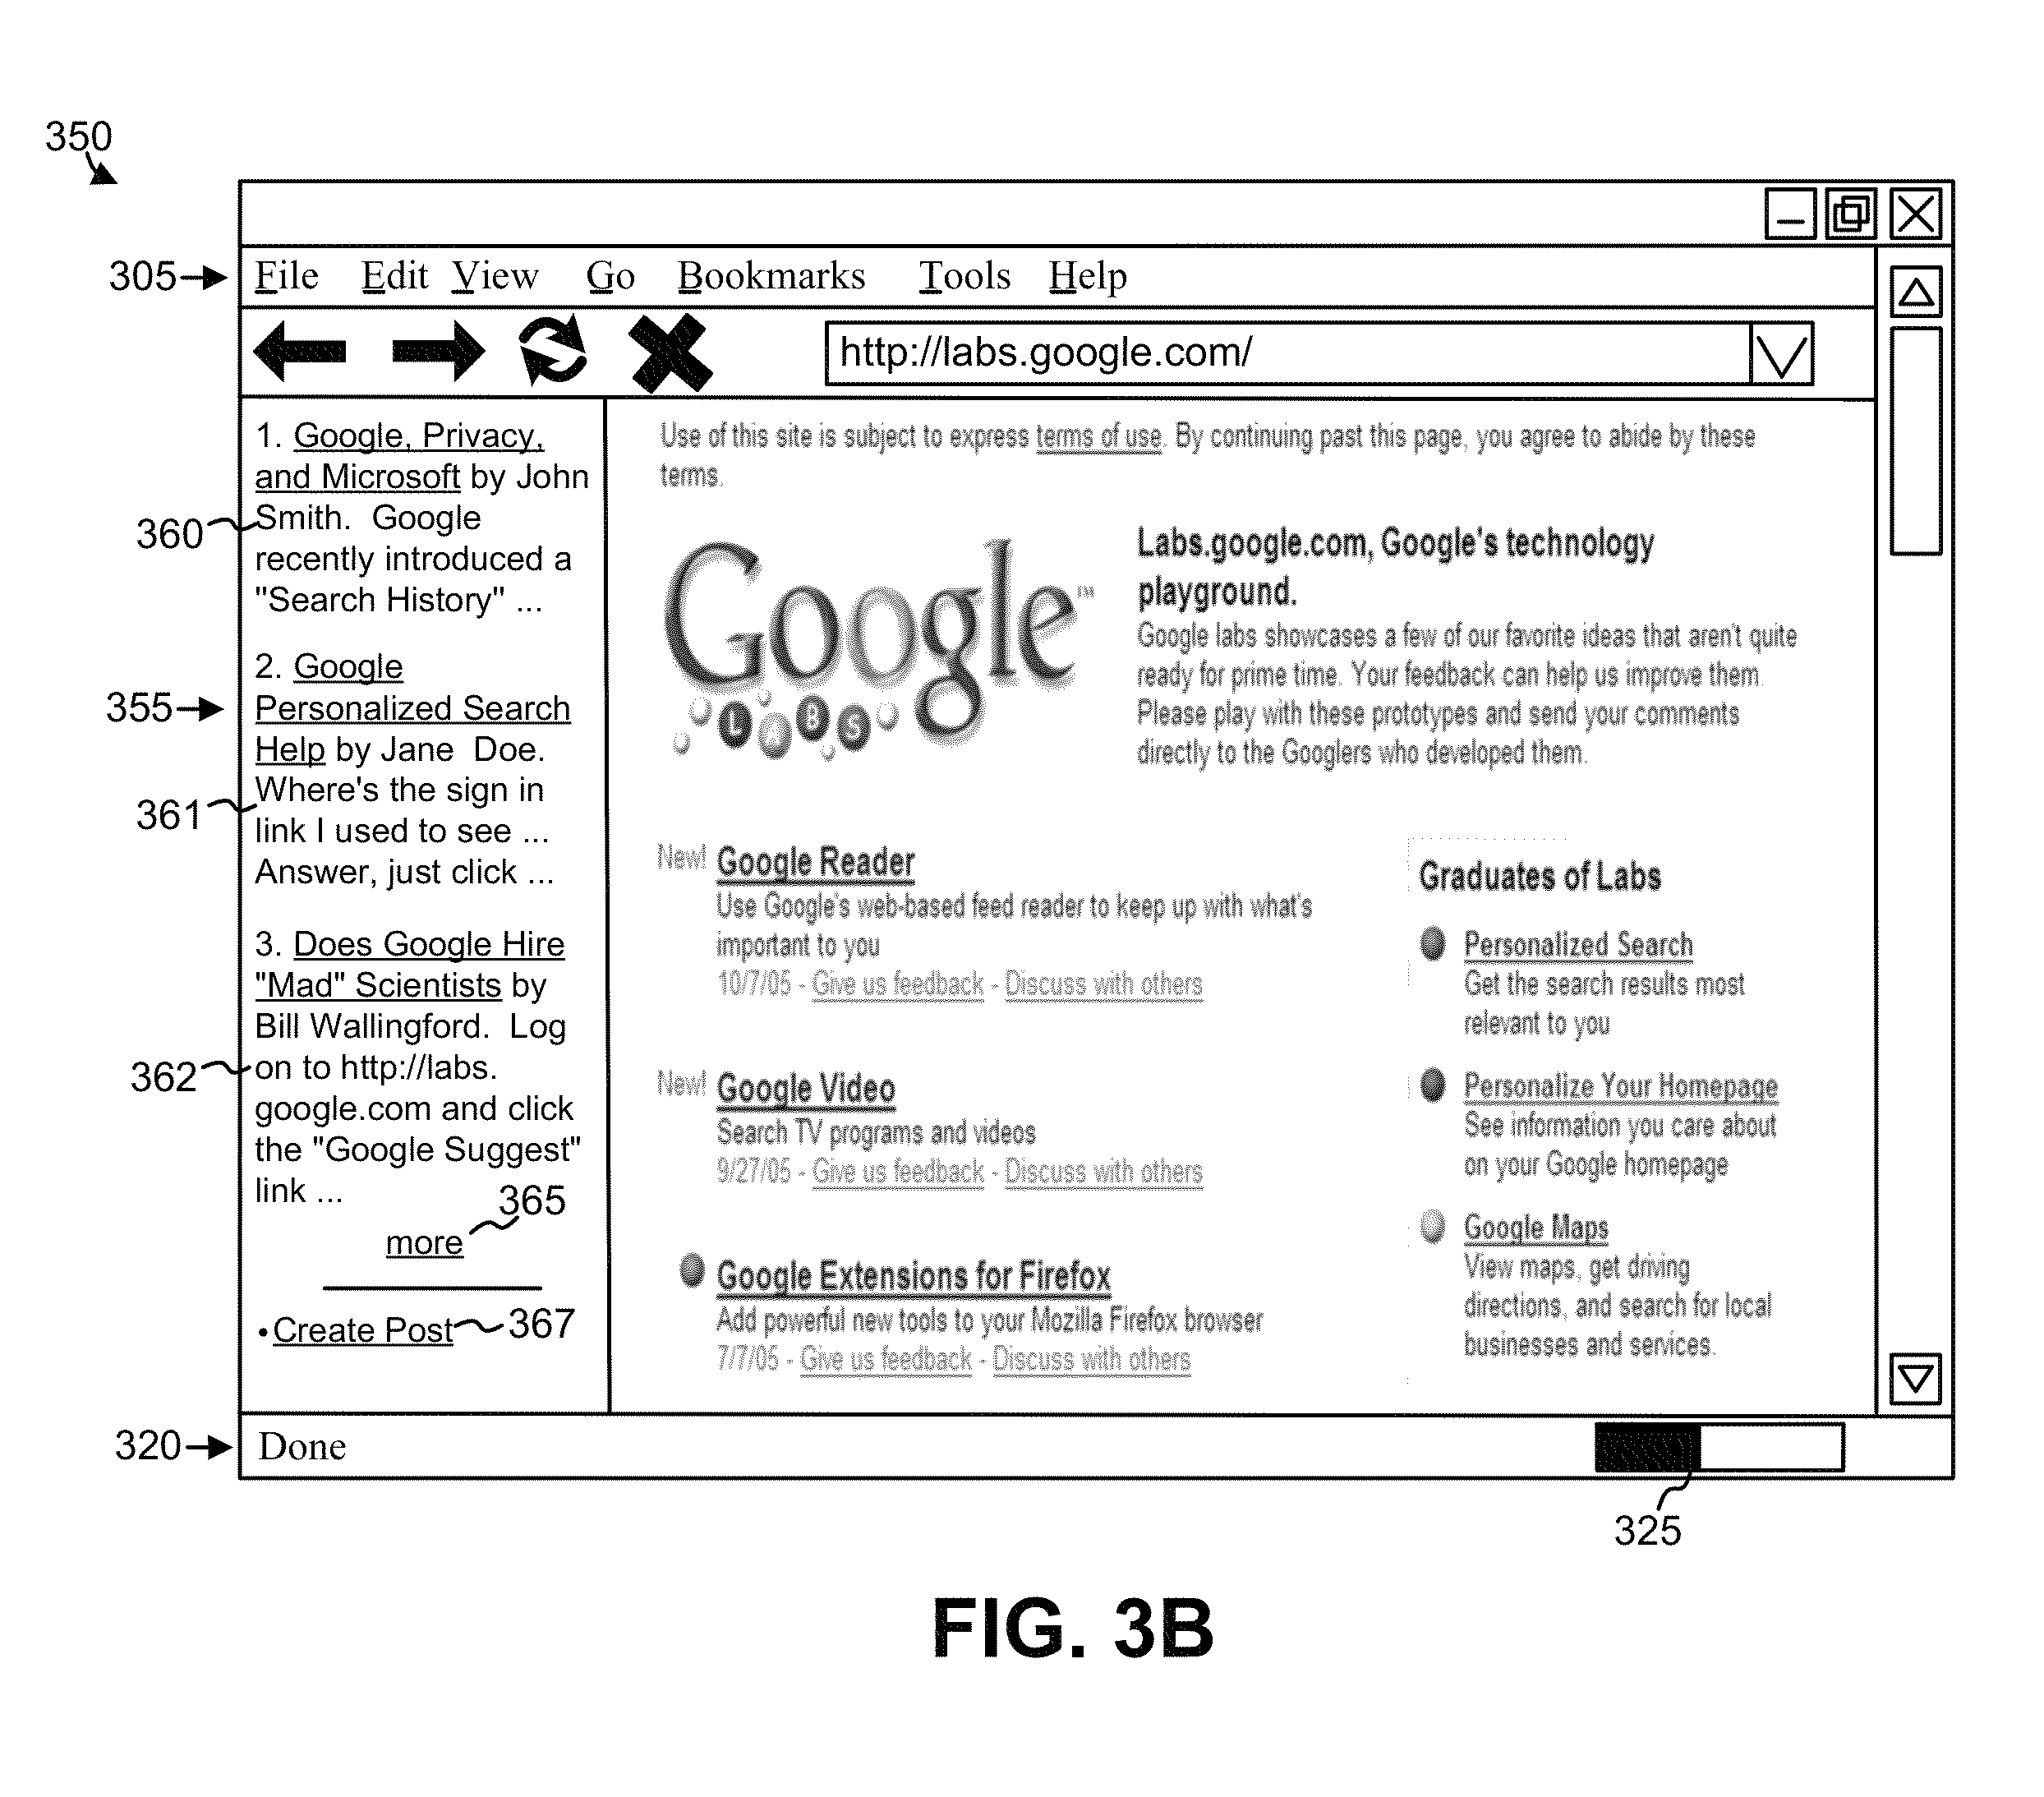 350
305
File Edit View Go Bookmarks Tools Help
http://labs.google.com/
1. Google, Privacy,
and Microsoft by John
Smith. Google
recently introduced a
"Search History" ...
360
2. Google
Personalized Search
Help by Jane Doe.
Where's the sign in
link I used to see ...
Answer, just click ...
355
361
3. Does Google Hire
"Mad" Scientists by
Bill Wallingford. Log
on to http://labs.
google.com and click
the "Google Suggest"
link ...
362
365
more
• Create Post
367
Use of this site is subject to express terms of use. By continuing past this page, you agree to abide by these
terms.
Google™
LABS
Labs.google.com, Google's technology
playground.
Google labs showcases a few of our favorite ideas that aren't quite
ready for prime time. Your feedback can help us improve them.
Please play with these prototypes and send your comments
directly to the Googlers who developed them.
New! Google Reader
Use Google's web-based feed reader to keep up with what's
important to you
10/7/05 - Give us feedback - Discuss with others
New! Google Video
Search TV programs and videos
9/27/05 - Give us feedback - Discuss with others
Google Extensions for Firefox
Add powerful new tools to your Mozilla Firefox browser
7/7/05 - Give us feedback - Discuss with others
Graduates of Labs
Personalized Search
Get the search results most
relevant to you
Personalize Your Homepage
See information you care about
on your Google homepage
Google Maps
View maps, get driving
directions, and search for local
businesses and services.
320
Done
325
FIG. 3B